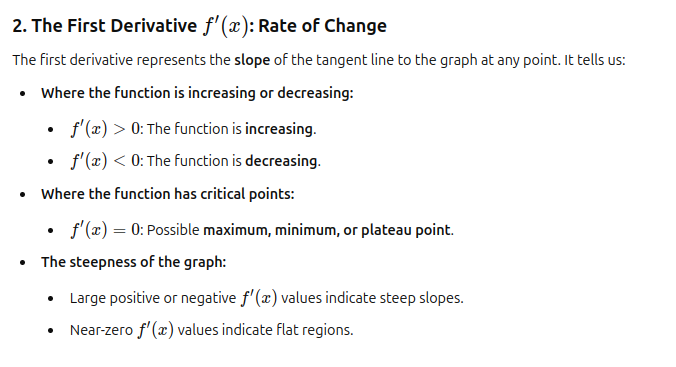 2. The First Derivative f′(x): Rate of Change
The first derivative represents the slope of the tangent line to the graph at any point. It tells us:
• Where the function is increasing or decreasing:
• f′(x) > 0: The function is increasing.
• f′(x) < 0: The function is decreasing.
• Where the function has critical points:
• f′(x) = 0: Possible maximum, minimum, or plateau point.
• The steepness of the graph:
• Large positive or negative f′(x) values indicate steep slopes.
• Near-zero f′(x) values indicate flat regions.